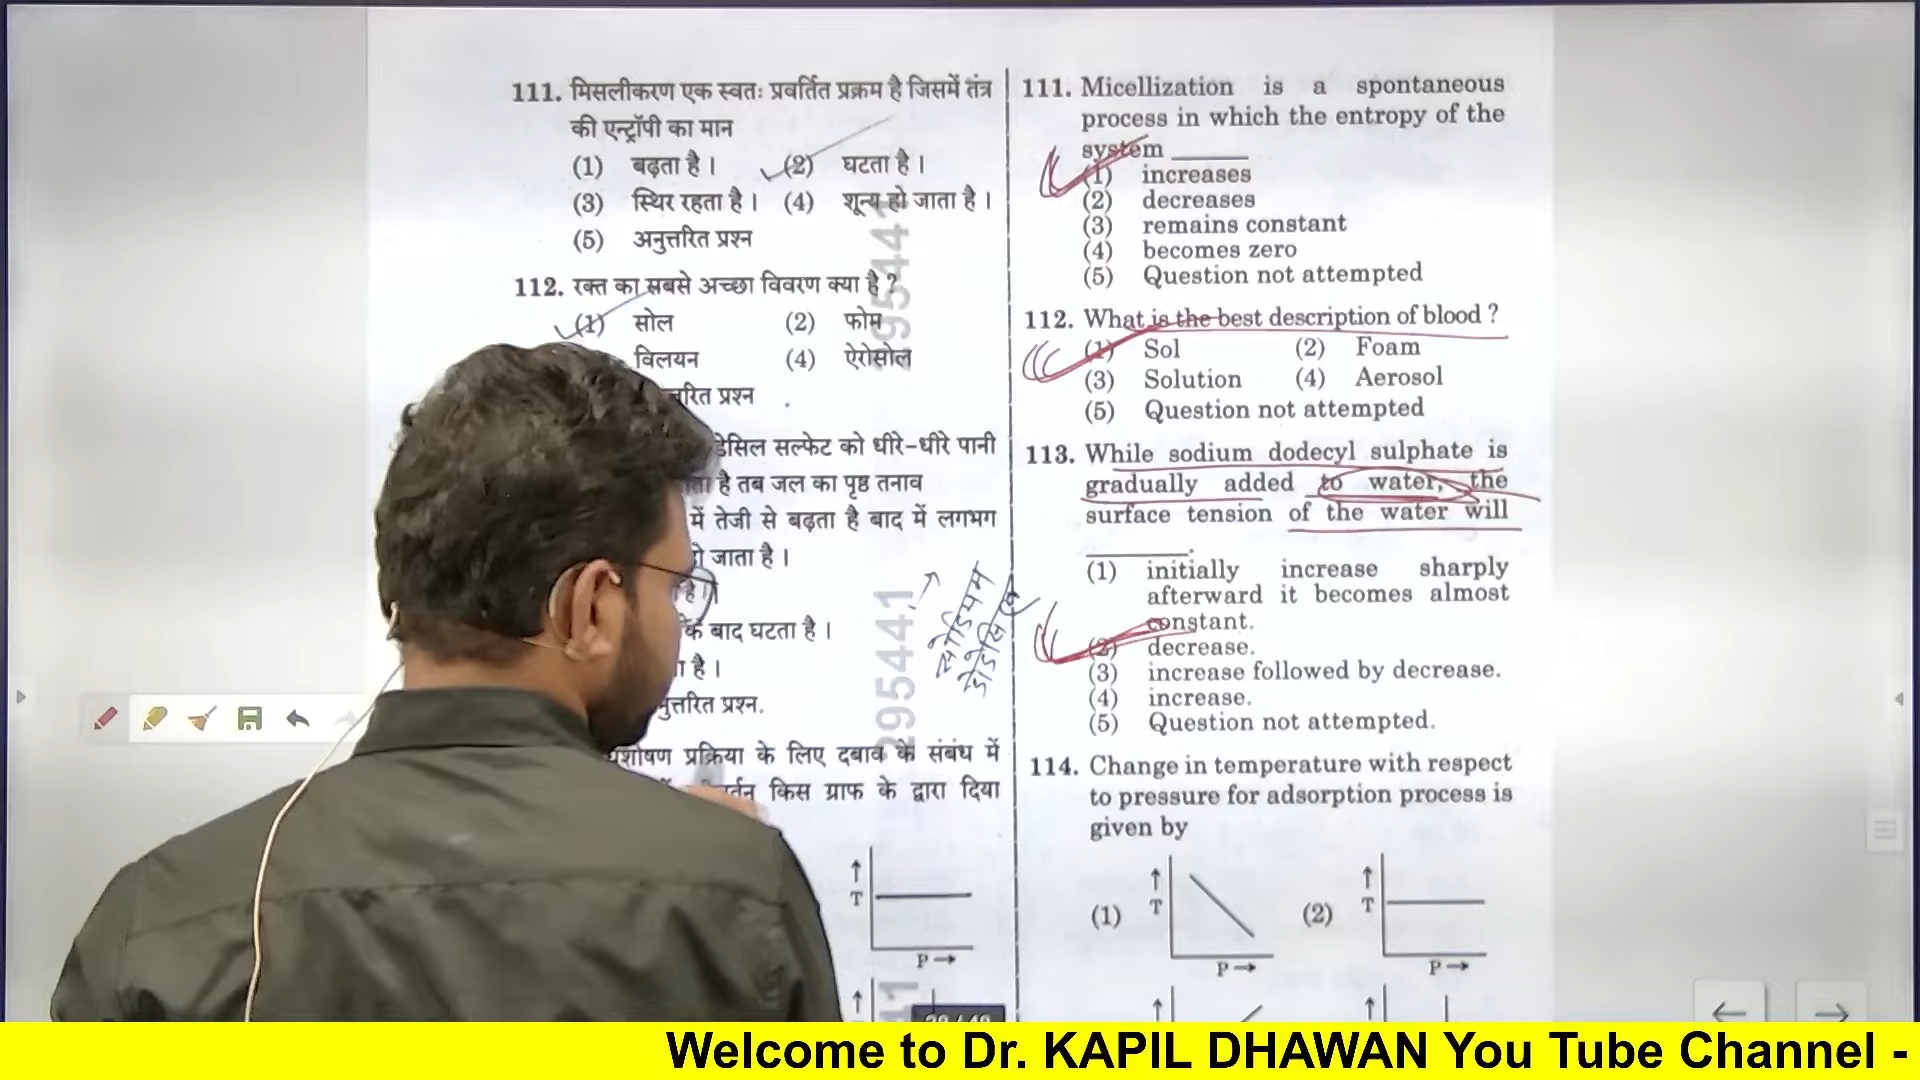 111. मिसलीकरण एक स्वतः प्रवर्तित प्रक्रम है जिसमें तंत्र
की एन्ट्रॉपी का मान
(1) बढ़ता है। (2) घटता है।
(3) स्थिर रहता है। (4) शून्य हो जाता है।
(5) अनुत्तरित प्रश्न
112. रक्त का सबसे अच्छा विवरण क्या है ?
(1) सोल (2) फोम
विलयन (4) ऐरोसोल
प्रश्न
सल्फेट को धीरे-धीरे पानी
है तब जल का पृष्ठ तनाव
में तेजी से बढ़ता है बाद में लगभग
जाता है।
है।
के बाद घटता है।
है।
प्रश्न.
प्रक्रिया के लिए दबाव के संबंध में
किस ग्राफ के द्वारा दिया
↑
T
P→
↑
295441
सोडियम
111. Micellization is a spontaneous
process in which the entropy of the
system ______
(1) increases
(2) decreases
(3) remains constant
(4) becomes zero
(5) Question not attempted
112. What is the best description of blood ?
(1) Sol (2) Foam
(3) Solution (4) Aerosol
(5) Question not attempted
113. While sodium dodecyl sulphate is
gradually added to water, the
surface tension of the water will
________.
(1) initially increase sharply
afterward it becomes almost
constant.
(2) decrease.
(3) increase followed by decrease.
(4) increase.
(5) Question not attempted.
114. Change in temperature with respect
to pressure for adsorption process is
given by
(1) ↑ T P→ (2) ↑ T P→
↑ ↑
Welcome to Dr. KAPIL DHAWAN You Tube Channel -